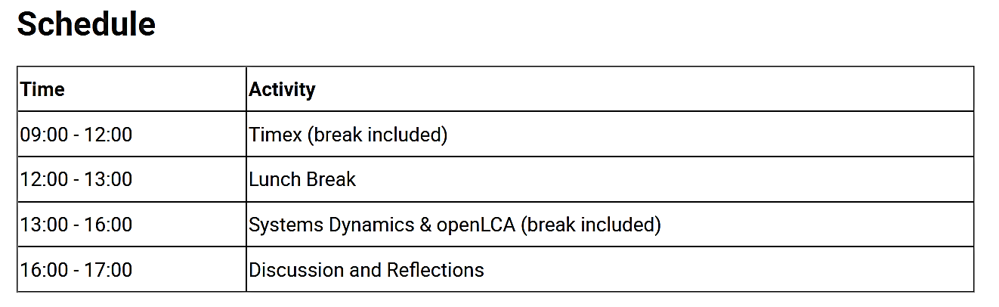 Schedule
Time Activity
09:00 - 12:00 Timex (break included)
12:00 - 13:00 Lunch Break
13:00 - 16:00 Systems Dynamics & openLCA (break included)
16:00 - 17:00 Discussion and Reflections